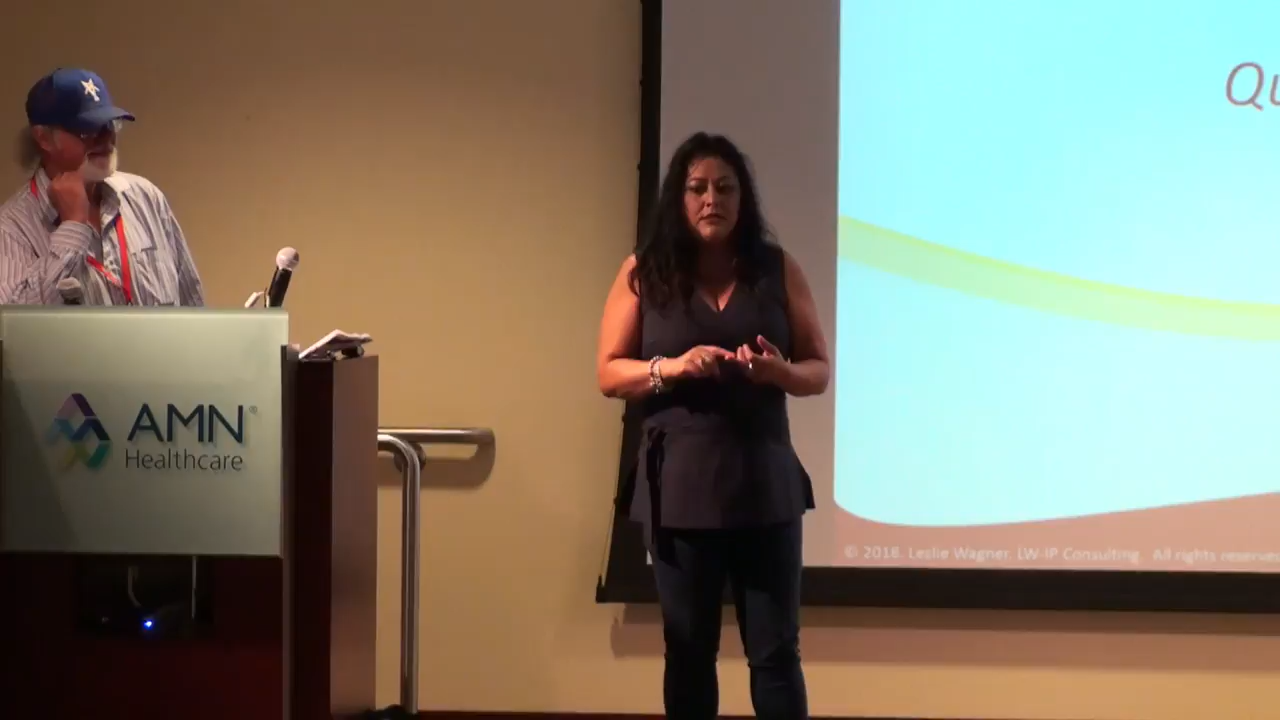 Qu
AMN®
Healthcare
© 2018. Leslie Wagner. LW-IP Consulting. All rights reserve